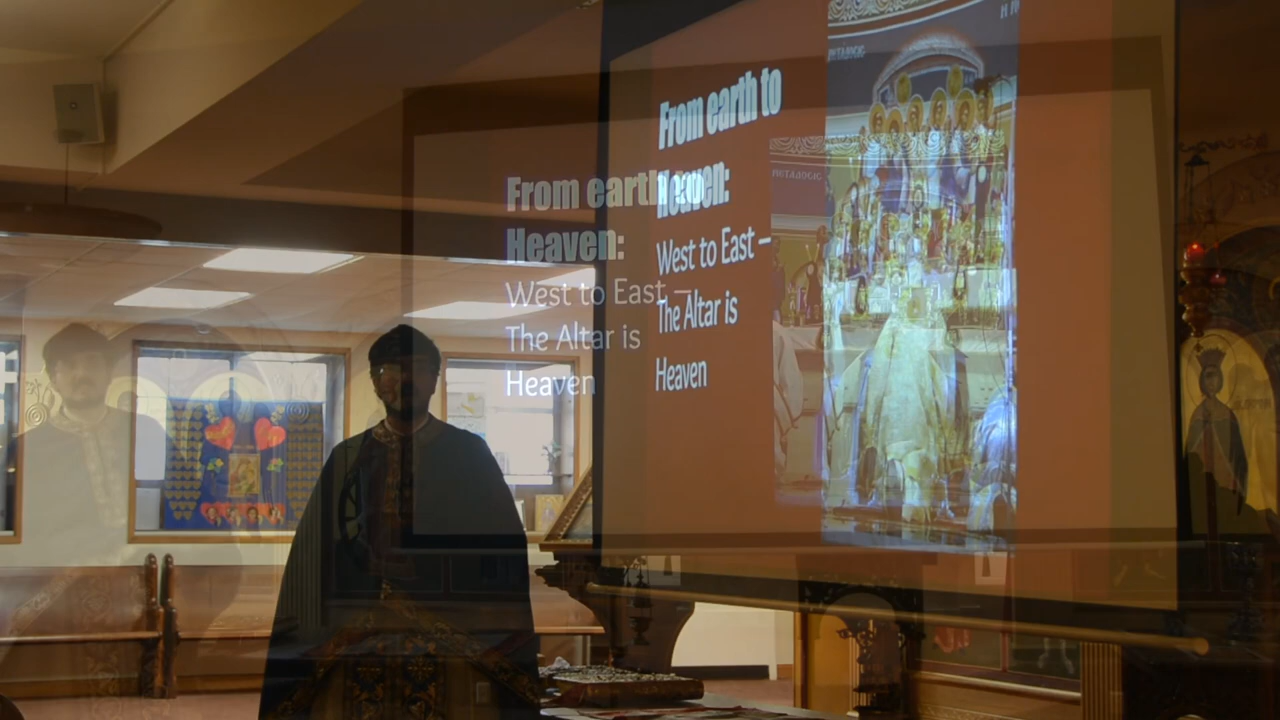 From earth to
Heaven:
West to East –
The Altar is
Heaven
From earth to
Heaven:
West to East –
The Altar is
Heaven